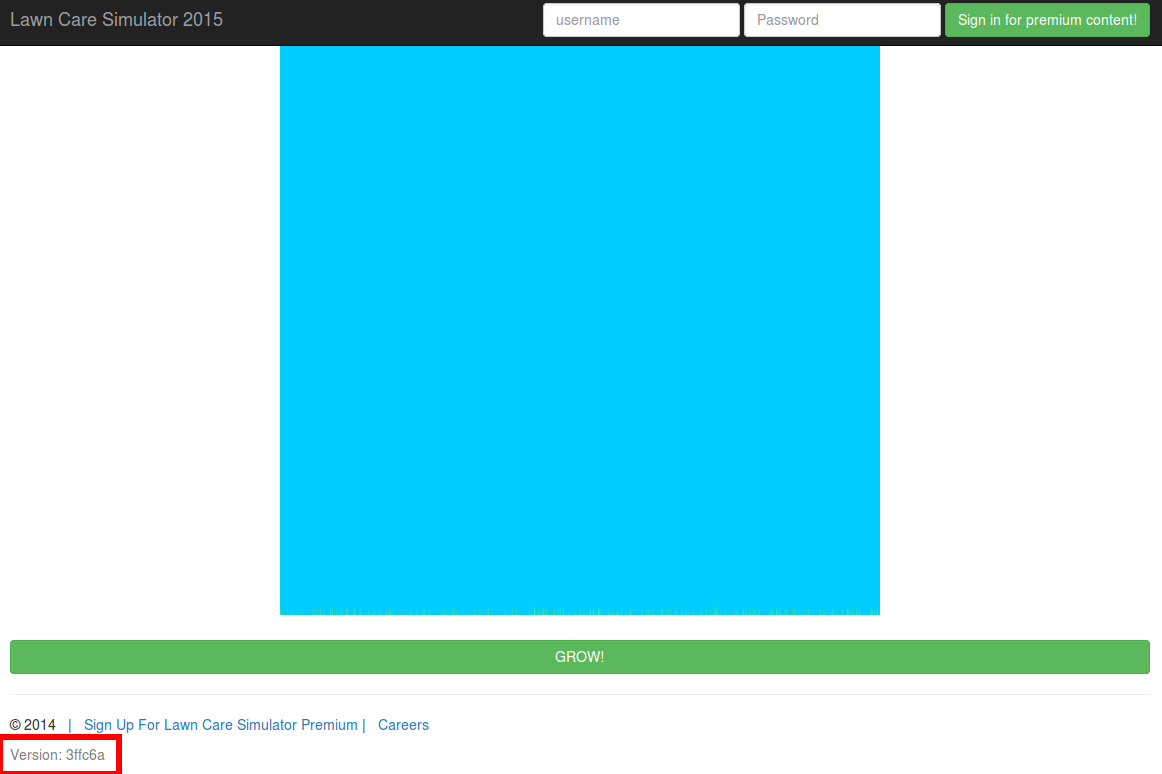 Lawn Care Simulator 2015 username Password Sign in for premium content!
GROW!
© 2014 | Sign Up For Lawn Care Simulator Premium | Careers
Version: 3ffc6a